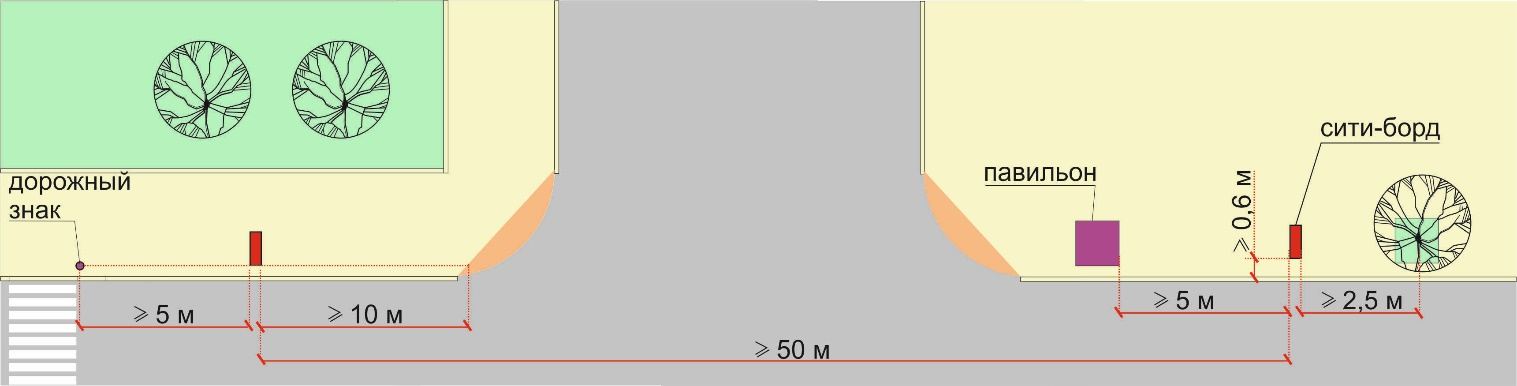 дорожный
знак
⩾ 5 м
⩾ 10 м
⩾ 50 м
павильон
сити-борд
⩾ 0,6 м
⩾ 5 м
⩾ 2,5 м